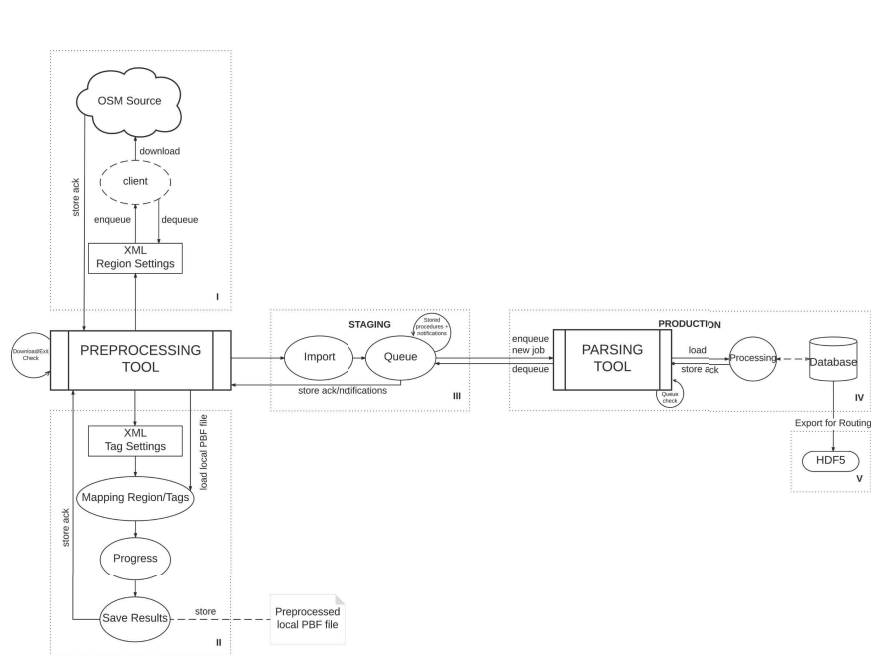 OSM Source
download
client
store ack
enqueue
dequeue
XML
Region Settings
I
Download/Exit
Check
PREPROCESSING
TOOL
STAGING
Stored
procedures +
notifications
Import
Queue
store ack/notifications
III
enqueue
new job
dequeue
PRODUCTION
PARSING
TOOL
load
store ack
Queue
check
Processing
Database
IV
Export for Routing
HDF5
V
XML
Tag Settings
load local PBF file
Mapping Region/Tags
store ack
Progress
Save Results
store
Preprocessed
local PBF file
II